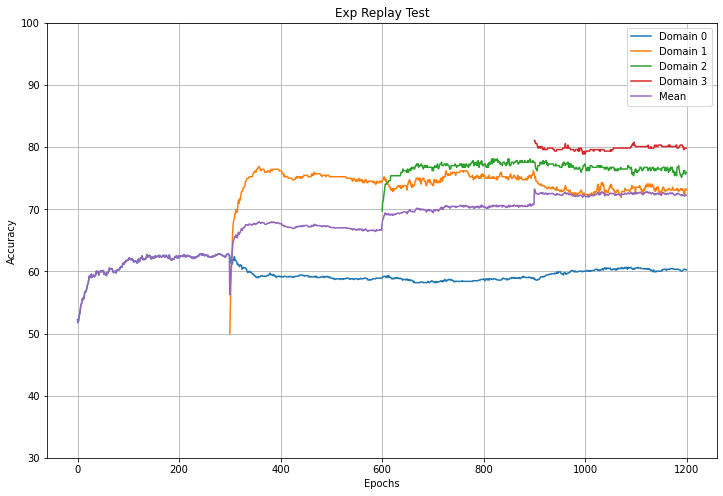 Exp Replay Test
100
90
80
70
60
50
40
30
Accuracy
0 200 400 600 800 1000 1200
Epochs
Domain 0
Domain 1
Domain 2
Domain 3
Mean